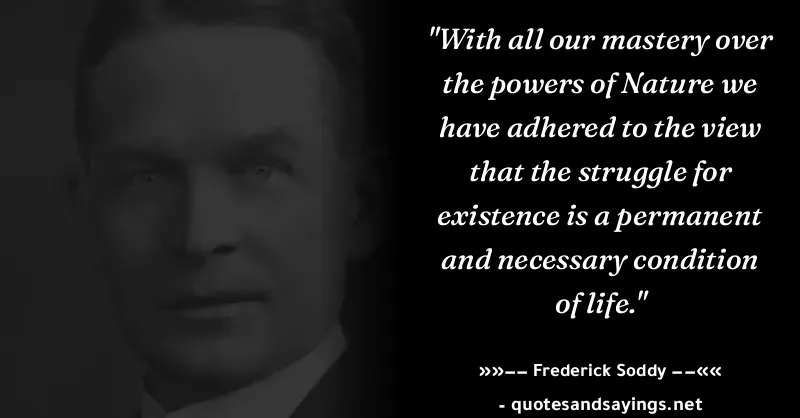 "With all our mastery over
the powers of Nature we
have adhered to the view
that the struggle for
existence is a permanent
and necessary condition
of life."
»»–– Frederick Soddy ––««
- quotesandsayings.net